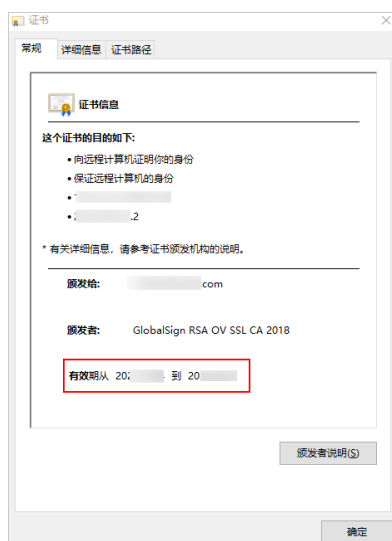 证书
常规 详细信息 证书路径
证书信息
这个证书的目的如下:
• 向远程计算机证明你的身份
• 保证远程计算机的身份
•
• .2
* 有关详细信息，请参考证书颁发机构的说明。
颁发给: .com
颁发者: GlobalSign RSA OV SSL CA 2018
有效期从 到
颁发者说明(S)
确定